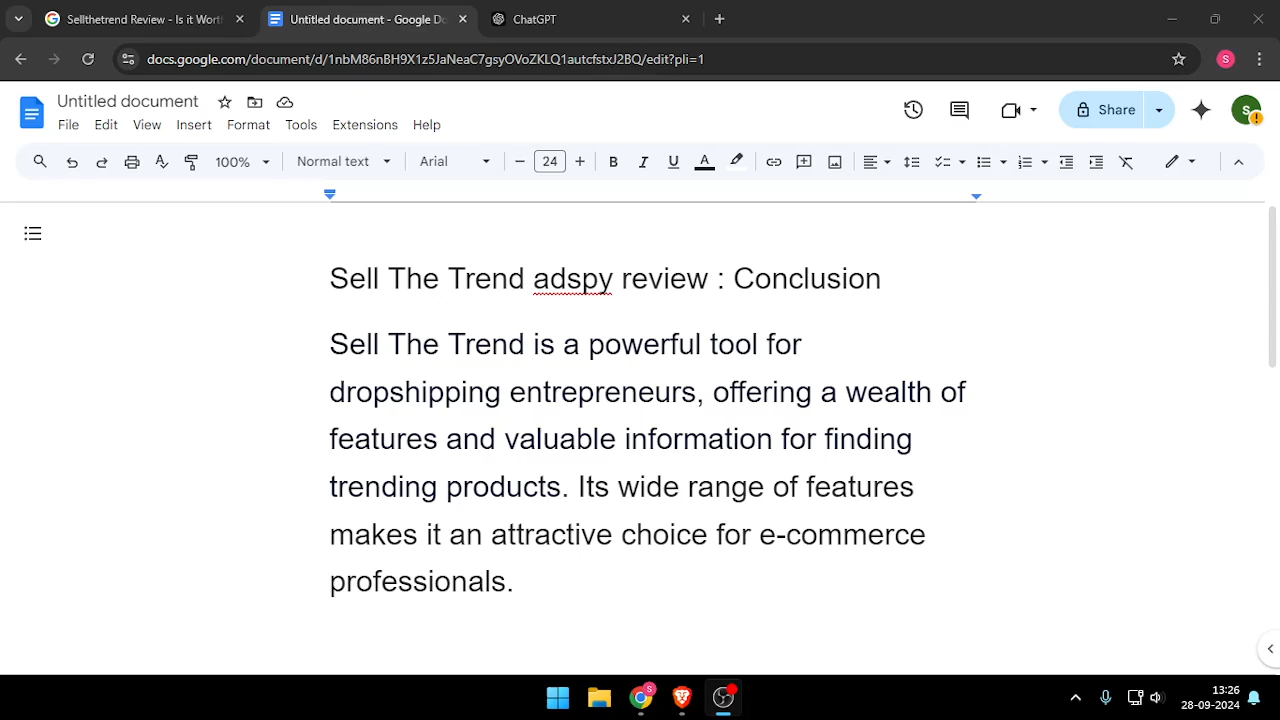 Sellthetrend Review - Is it Wort
Untitled document - Google Do
ChatGPT
docs.google.com/document/d/1nbM86nBH9X1z5JaNeaC7gsyOVoZKLQ1autcfstxJ2BQ/edit?pli=1
S
Untitled document
Share
S
File Edit View Insert Format Tools Extensions Help
100% Normal text Arial 24 B I U A
Sell The Trend adspy review : Conclusion
Sell The Trend is a powerful tool for
dropshipping entrepreneurs, offering a wealth of
features and valuable information for finding
trending products. Its wide range of features
makes it an attractive choice for e-commerce
professionals.
S
13:26
28-09-2024